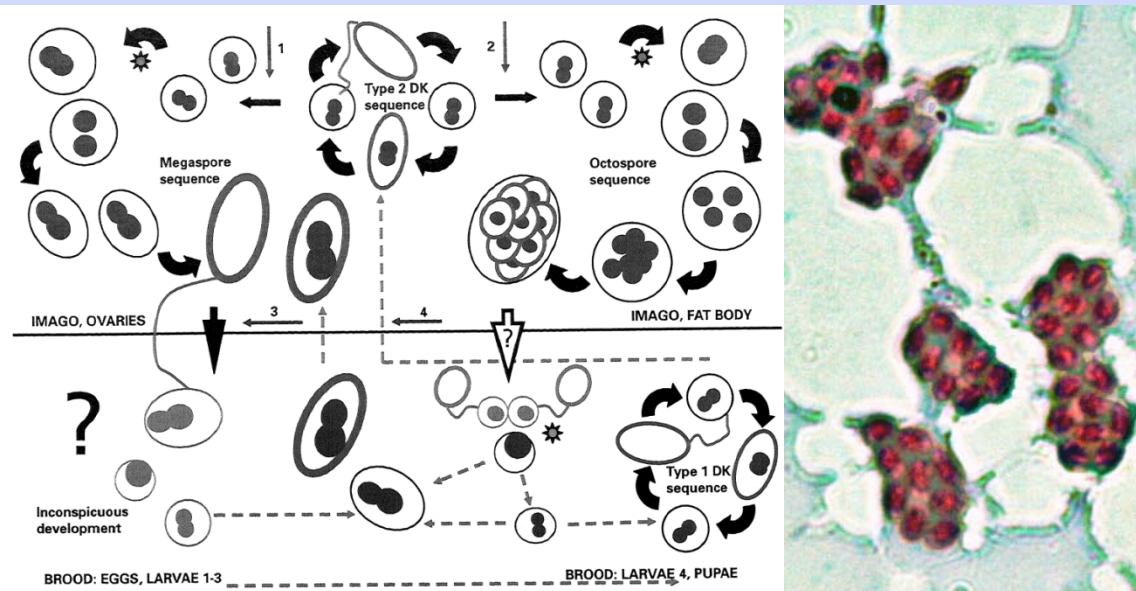 1
2
Type 2 DK
sequence
Megaspore
sequence
Octospore
sequence
3
4
IMAGO, OVARIES
IMAGO, FAT BODY
?
?
Type 1 DK
sequence
Inconspicuous
development
BROOD: EGGS, LARVAE 1-3
BROOD: LARVAE 4, PUPAE